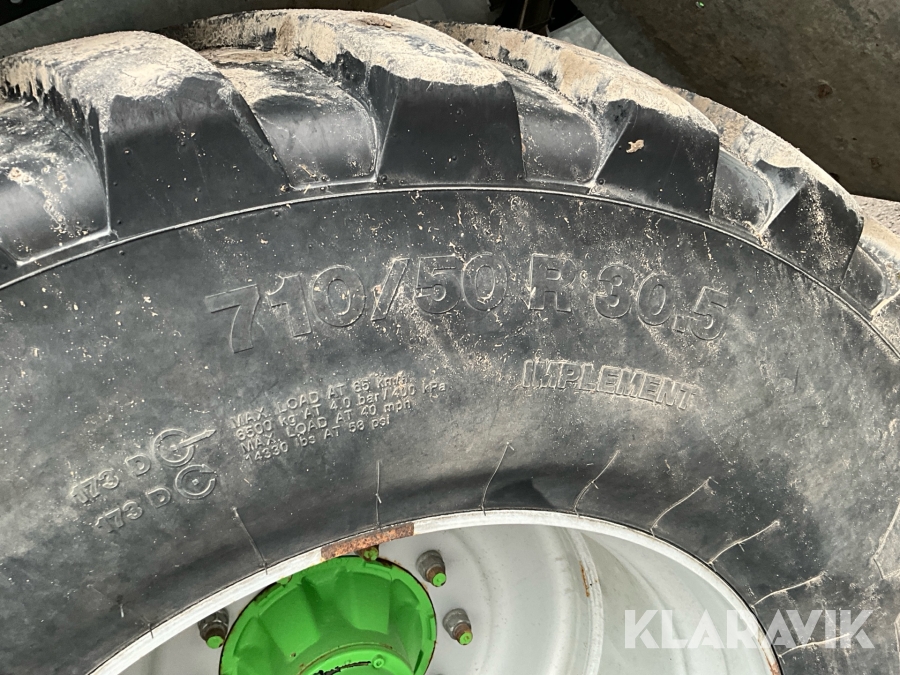 710/50 R 30.5
IMPLEMENT
MAX. LOAD AT 65 km/h
6500 kg AT 4.0 bar/400 kPa
MAX. LOAD AT 40 mph
14330 lbs AT 58 psi
173 D
173 D
KLARAVIK